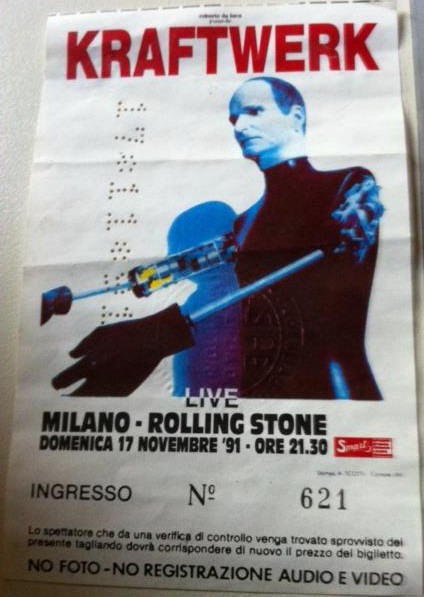 roberto de luca
presenta
KRAFTWERK
LIVE
MILANO - ROLLING STONE
DOMENICA 17 NOVEMBRE '91 - ORE 21.30
Smart
INGRESSO Nº 621
Lo spettatore che da una verifica di controllo venga trovato sprovvisto del
presente tagliando dovrà corrispondere di nuovo il prezzo del biglietto.
NO FOTO - NO REGISTRAZIONE AUDIO E VIDEO